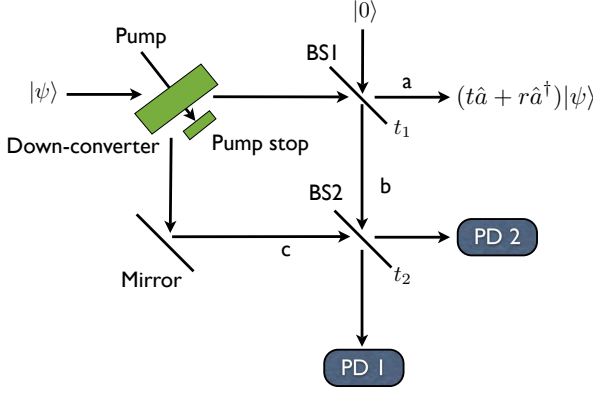 |0⟩
Pump
BS1
a
|ψ⟩
(tâ + râ†)|ψ⟩
t₁
Down-converter
Pump stop
b
BS2
c
PD 2
Mirror
t₂
PD 1